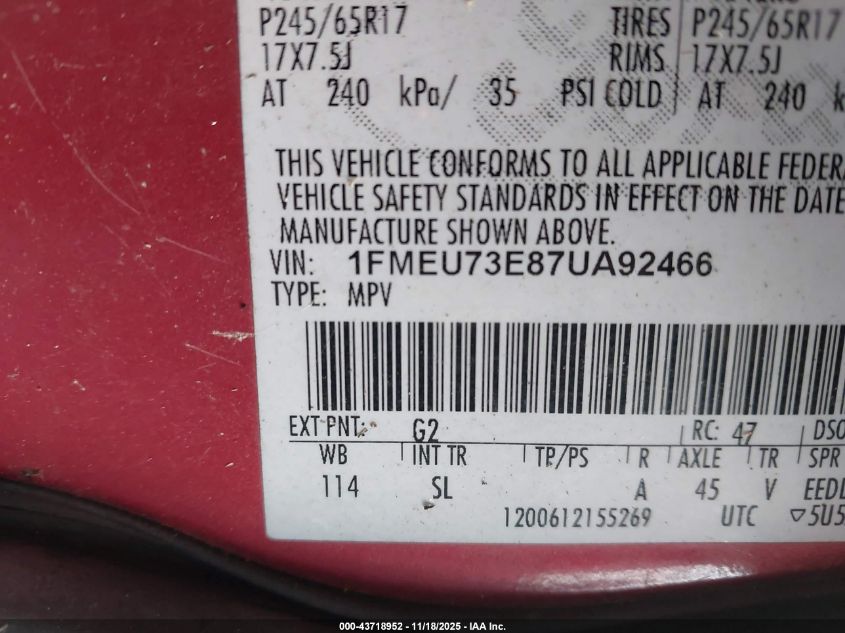 P245/65R17 TIRES P245/65R17
17X7.5J RIMS 17X7.5J
AT 240 kPa/ 35 PSI COLD AT 240
THIS VEHICLE CONFORMS TO ALL APPLICABLE FEDERA
VEHICLE SAFETY STANDARDS IN EFFECT ON THE DATE
MANUFACTURE SHOWN ABOVE.
VIN: 1FMEU73E87UA92466
TYPE: MPV
EXT PNT: G2 RC: 47 DSO
WB INT TR TP/PS R AXLE TR SPR
114 SL A 45 V EEDL
1200612155269 UTC ▽5U5
000-43718952 - 11/18/2025 - IAA Inc.